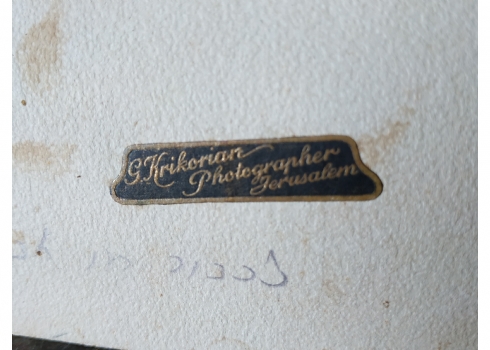 G. Krikorian
Photographer
Jerusalem